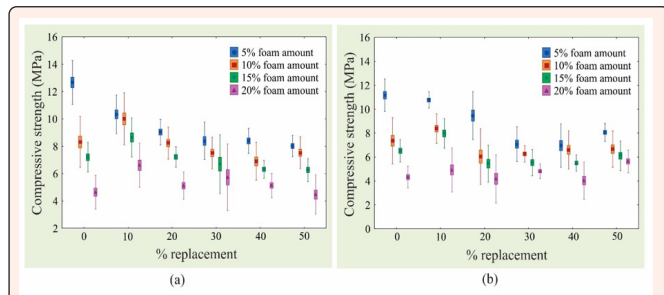 16
14
12
10
8
6
4
2
Compressive strength (MPa)
5% foam amount
10% foam amount
15% foam amount
20% foam amount
0 10 20 30 40 50
% replacement
(a)
16
14
12
10
8
6
4
2
0
Compressive strength (MPa)
5% foam amount
10% foam amount
15% foam amount
20% foam amount
0 10 20 30 40 50
% replacement
(b)